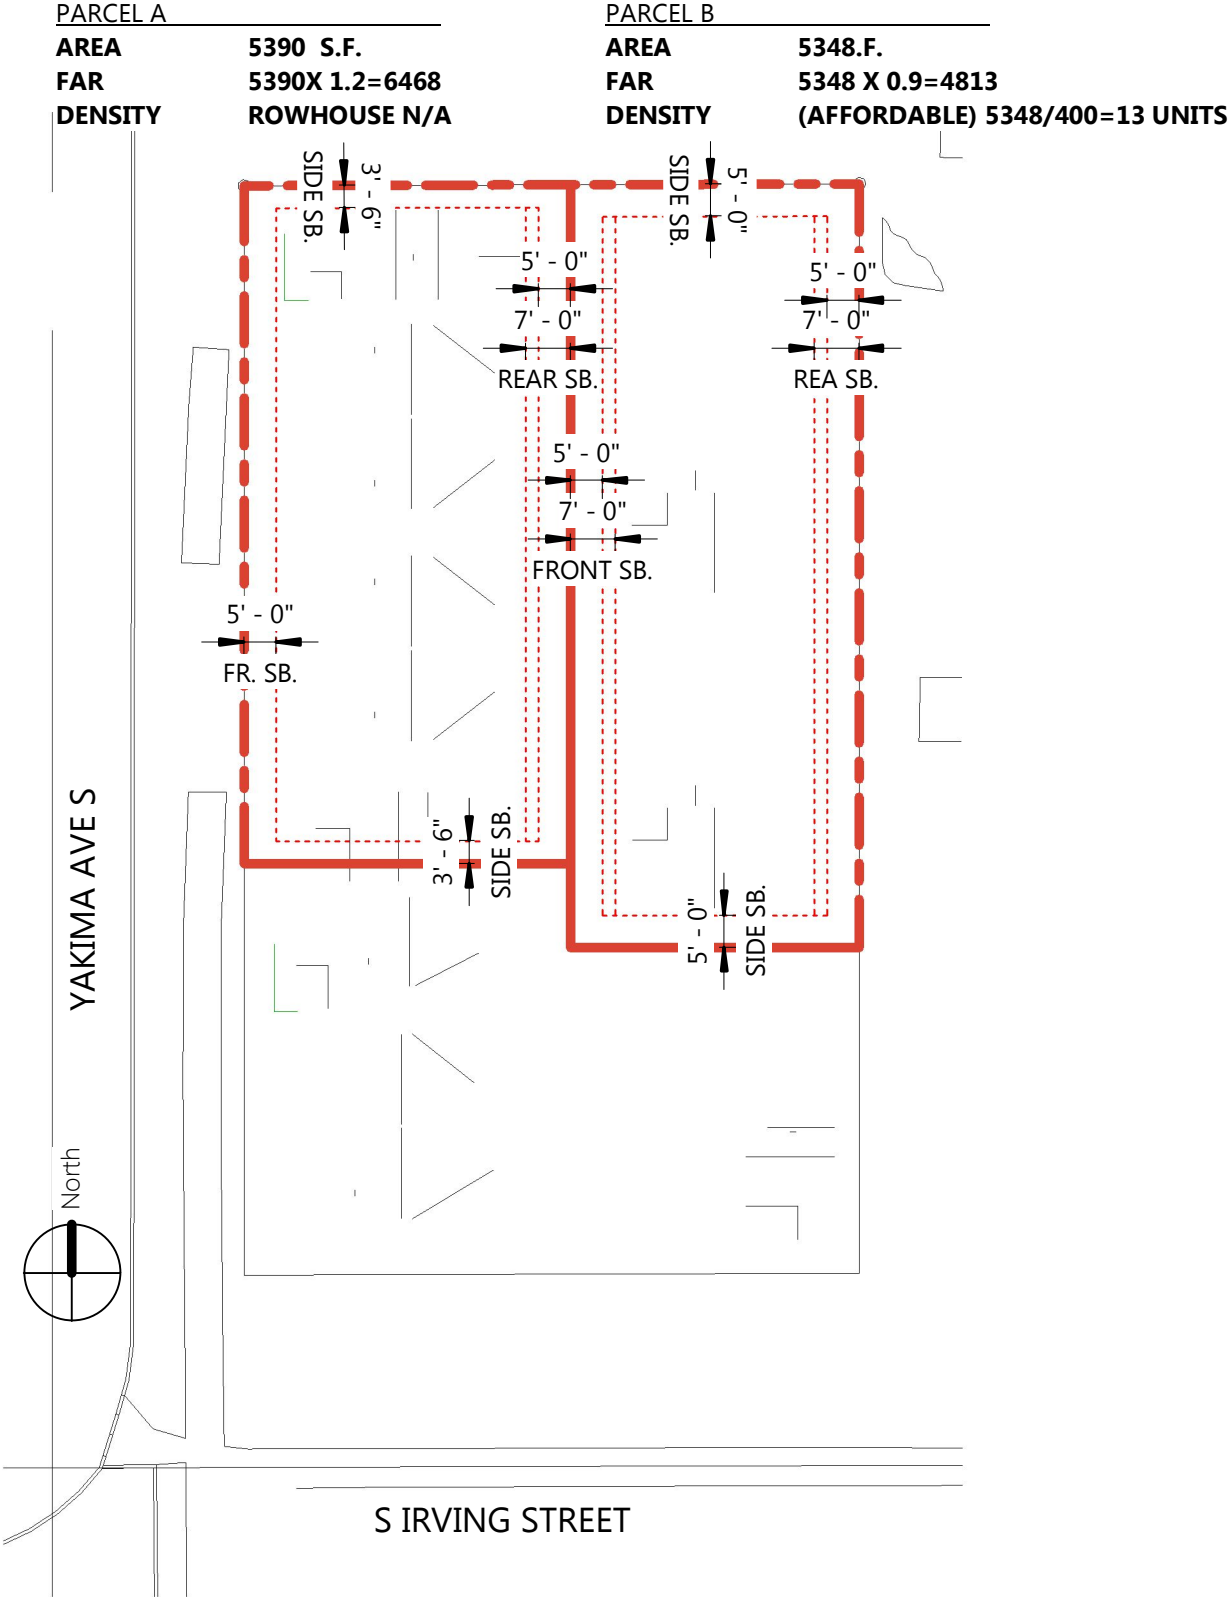 PARCEL A
AREA 5390 S.F.
FAR 5390X 1.2=6468
DENSITY ROWHOUSE N/A
PARCEL B
AREA 5348.F.
FAR 5348 X 0.9=4813
DENSITY (AFFORDABLE) 5348/400=13 UNITS
SIDE SB.
3' - 6"
SIDE SB.
5' - 0"
5' - 0"
7' - 0"
REAR SB.
5' - 0"
7' - 0"
REA SB.
5' - 0"
7' - 0"
FRONT SB.
5' - 0"
FR. SB.
3' - 6"
SIDE SB.
5' - 0"
SIDE SB.
YAKIMA AVE S
North
S IRVING STREET